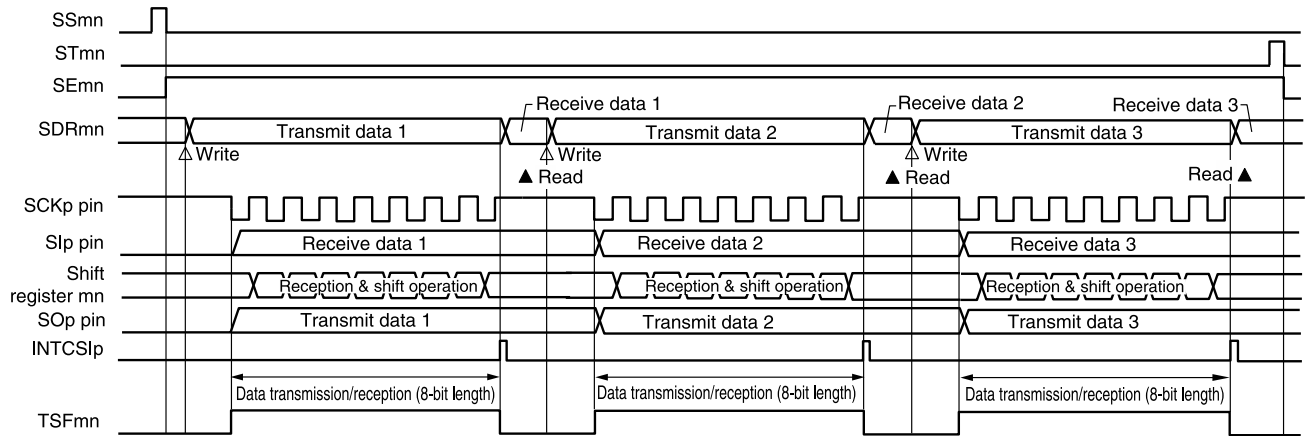 SSmn
STmn
SEmn
Receive data 1
Receive data 2
Receive data 3
SDRmn
Transmit data 1
Transmit data 2
Transmit data 3
Write
Write
Write
Read
Read
Read
SCKp pin
SIp pin
Receive data 1
Receive data 2
Receive data 3
Shift
register mn
Reception & shift operation
Reception & shift operation
Reception & shift operation
SOp pin
Transmit data 1
Transmit data 2
Transmit data 3
INTCSIp
Data transmission/reception (8-bit length)
Data transmission/reception (8-bit length)
Data transmission/reception (8-bit length)
TSFmn